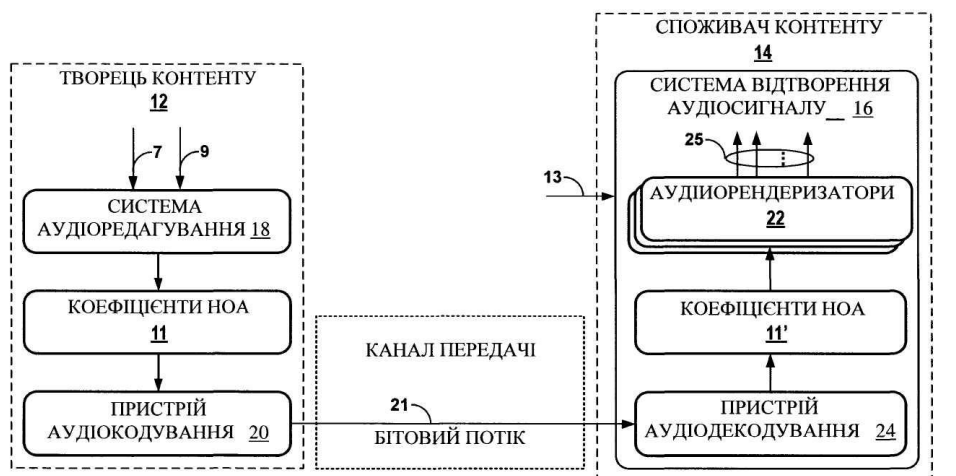 ТВОРЕЦЬ КОНТЕНТУ
12
7
9
СИСТЕМА
АУДІОРЕДАГУВАННЯ 18
КОЕФІЦІЄНТИ НОА
11
ПРИСТРІЙ
АУДІОКОДУВАННЯ 20
КАНАЛ ПЕРЕДАЧІ
21
БІТОВИЙ ПОТІК
СПОЖИВАЧ КОНТЕНТУ
14
СИСТЕМА ВІДТВОРЕННЯ
АУДІОСИГНАЛУ 16
25
13
АУДІИОРЕНДЕРИЗАТОРИ
22
КОЕФІЦІЄНТИ НОА
11’
ПРИСТРІЙ
АУДІОДЕКОДУВАННЯ 24